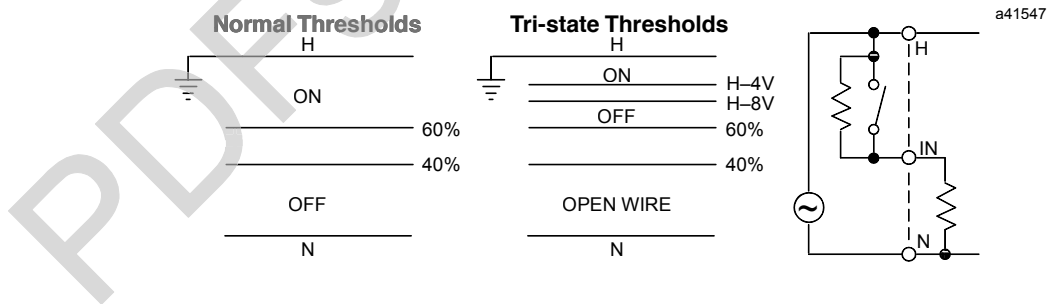 a41547
Normal Thresholds
H
ON
60%
40%
OFF
N
Tri-state Thresholds
H
ON
H–4V
H–8V
OFF
60%
40%
OPEN WIRE
N
H
IN
N
~
PDFS